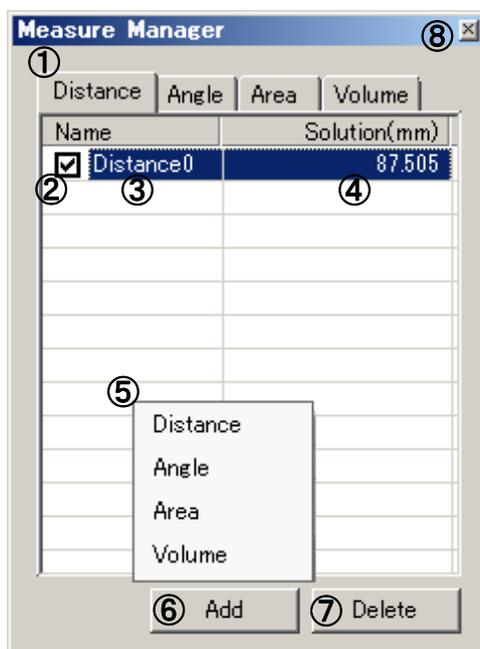 Measure Manager ⑧
①
Distance Angle Area Volume
Name Solution(mm)
Distance0 87.505
② ③ ④
⑤
Distance
Angle
Area
Volume
⑥ Add ⑦ Delete